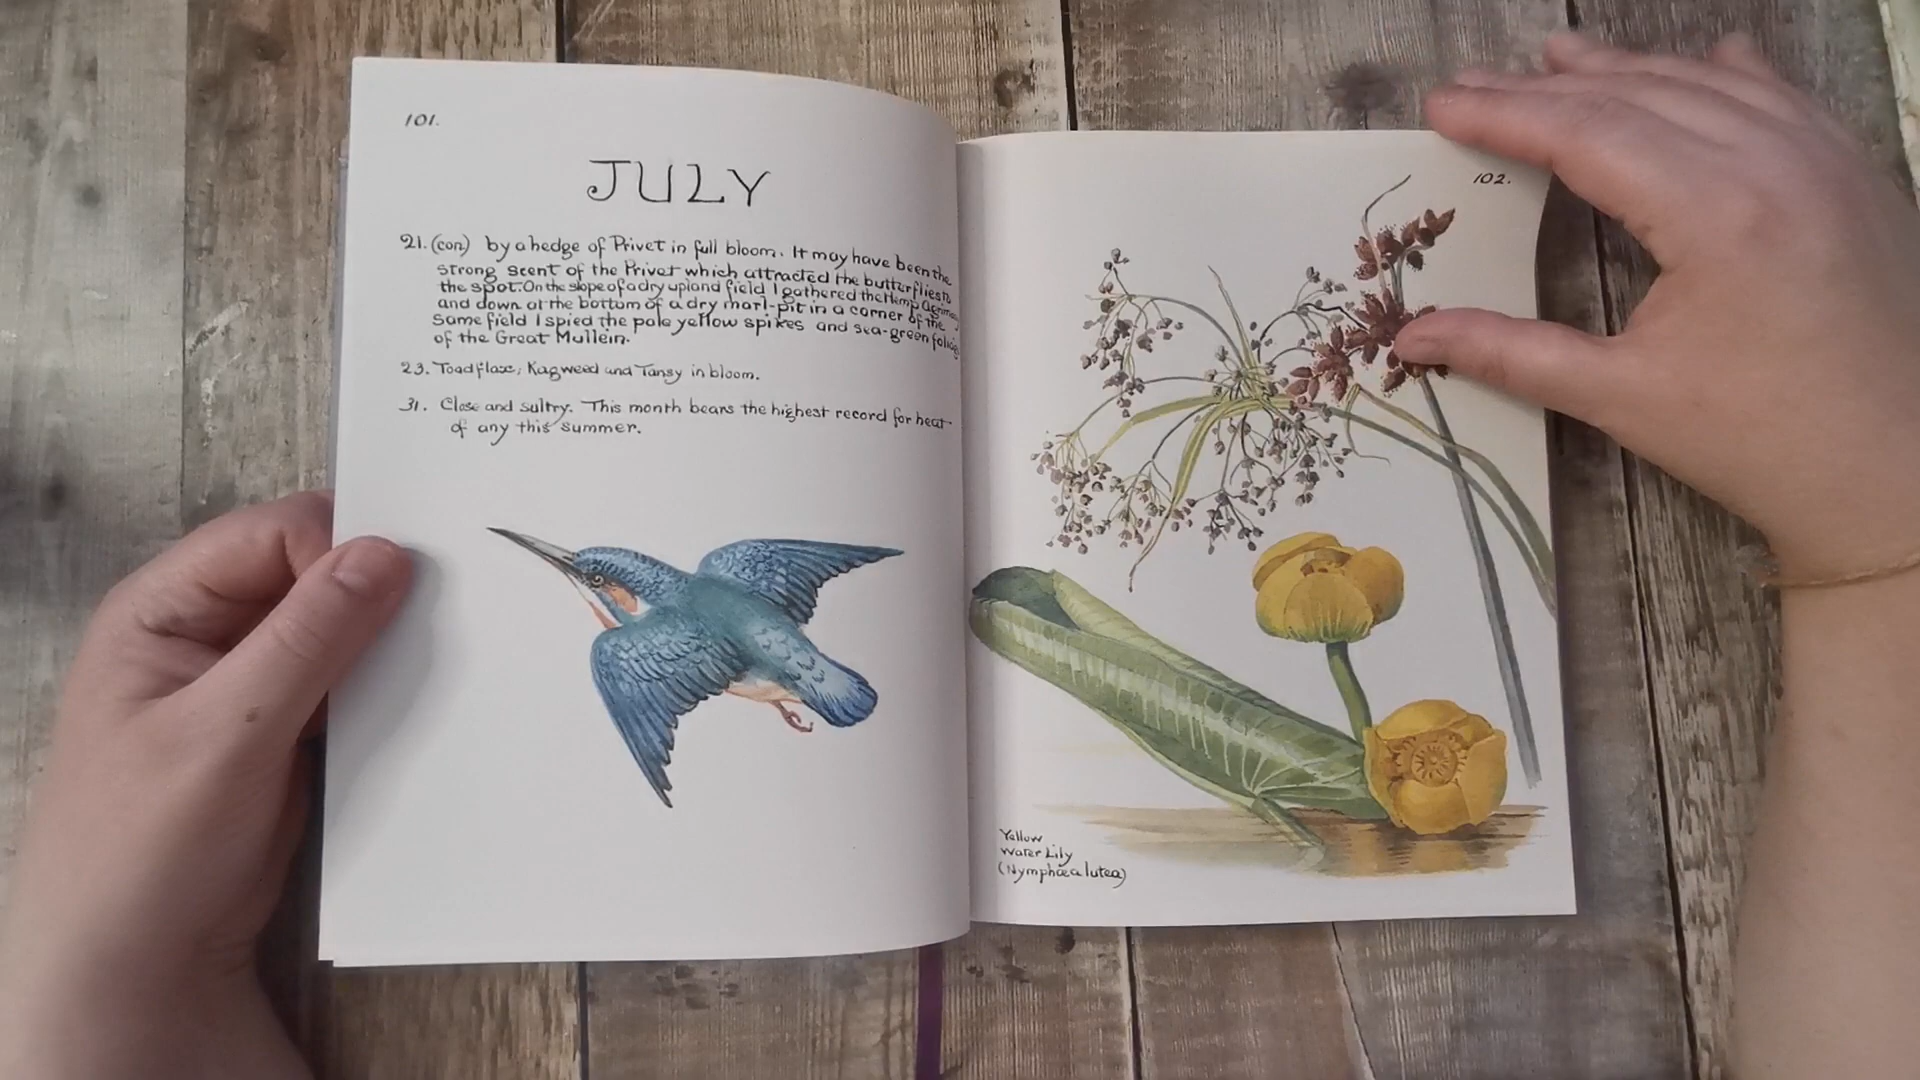 101.
JULY
21. (con) by a hedge of Privet in full bloom. It may have been the
strong scent of the Privet which attracted the butterflies to
the spot. On the slope of a dry upland field I gathered the Hemp
and down at the bottom of a dry marl-pit in a corner of the
same field I spied the pale yellow spikes and sea-green
of the Great Mullein.
23. Toadflax, Ragweed and Tansy in bloom.
31. Close and sultry. This month bears the highest record for heat
of any this summer.
102.
Yellow
Water Lily
(Nymphæa lutea)